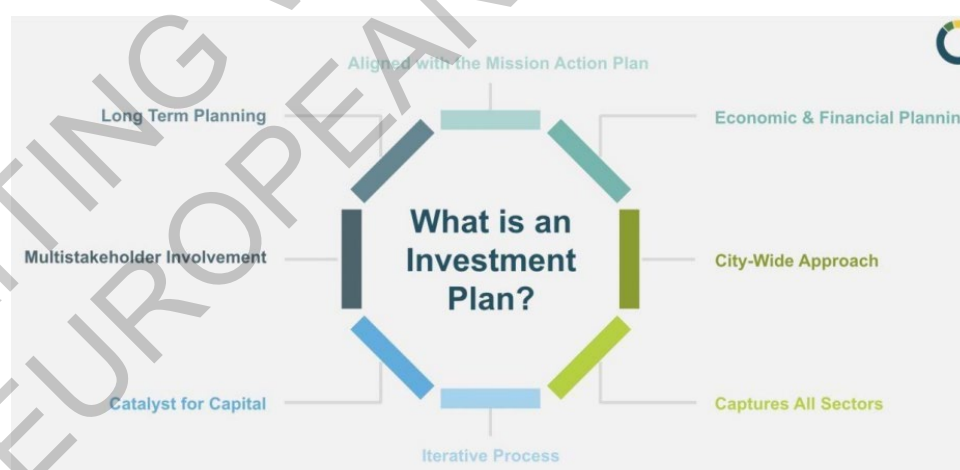 Aligned with the Mission Action Plan
Long Term Planning
Economic & Financial Plannin
What is an
Investment
Plan?
Multistakeholder Involvement
City-Wide Approach
Catalyst for Capital
Captures All Sectors
Iterative Process
EUROPEAN